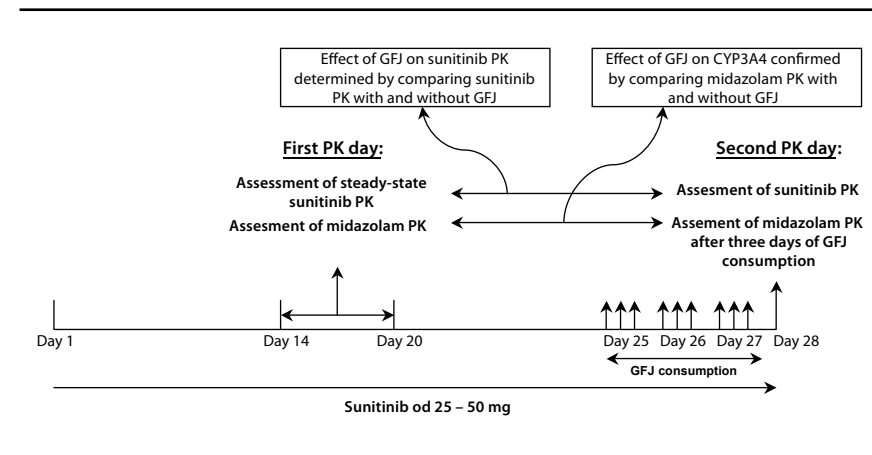 Effect of GFJ on sunitinib PK
determined by comparing sunitinib
PK with and without GFJ
Effect of GFJ on CYP3A4 confirmed
by comparing midazolam PK with
and without GFJ
First PK day:
Assessment of steady-state
sunitinib PK
Assesment of midazolam PK
Second PK day:
Assesment of sunitinib PK
Assement of midazolam PK
after three days of GFJ
consumption
Day 1
Day 14
Day 20
Day 25
Day 26
Day 27
Day 28
GFJ consumption
Sunitinib od 25 – 50 mg